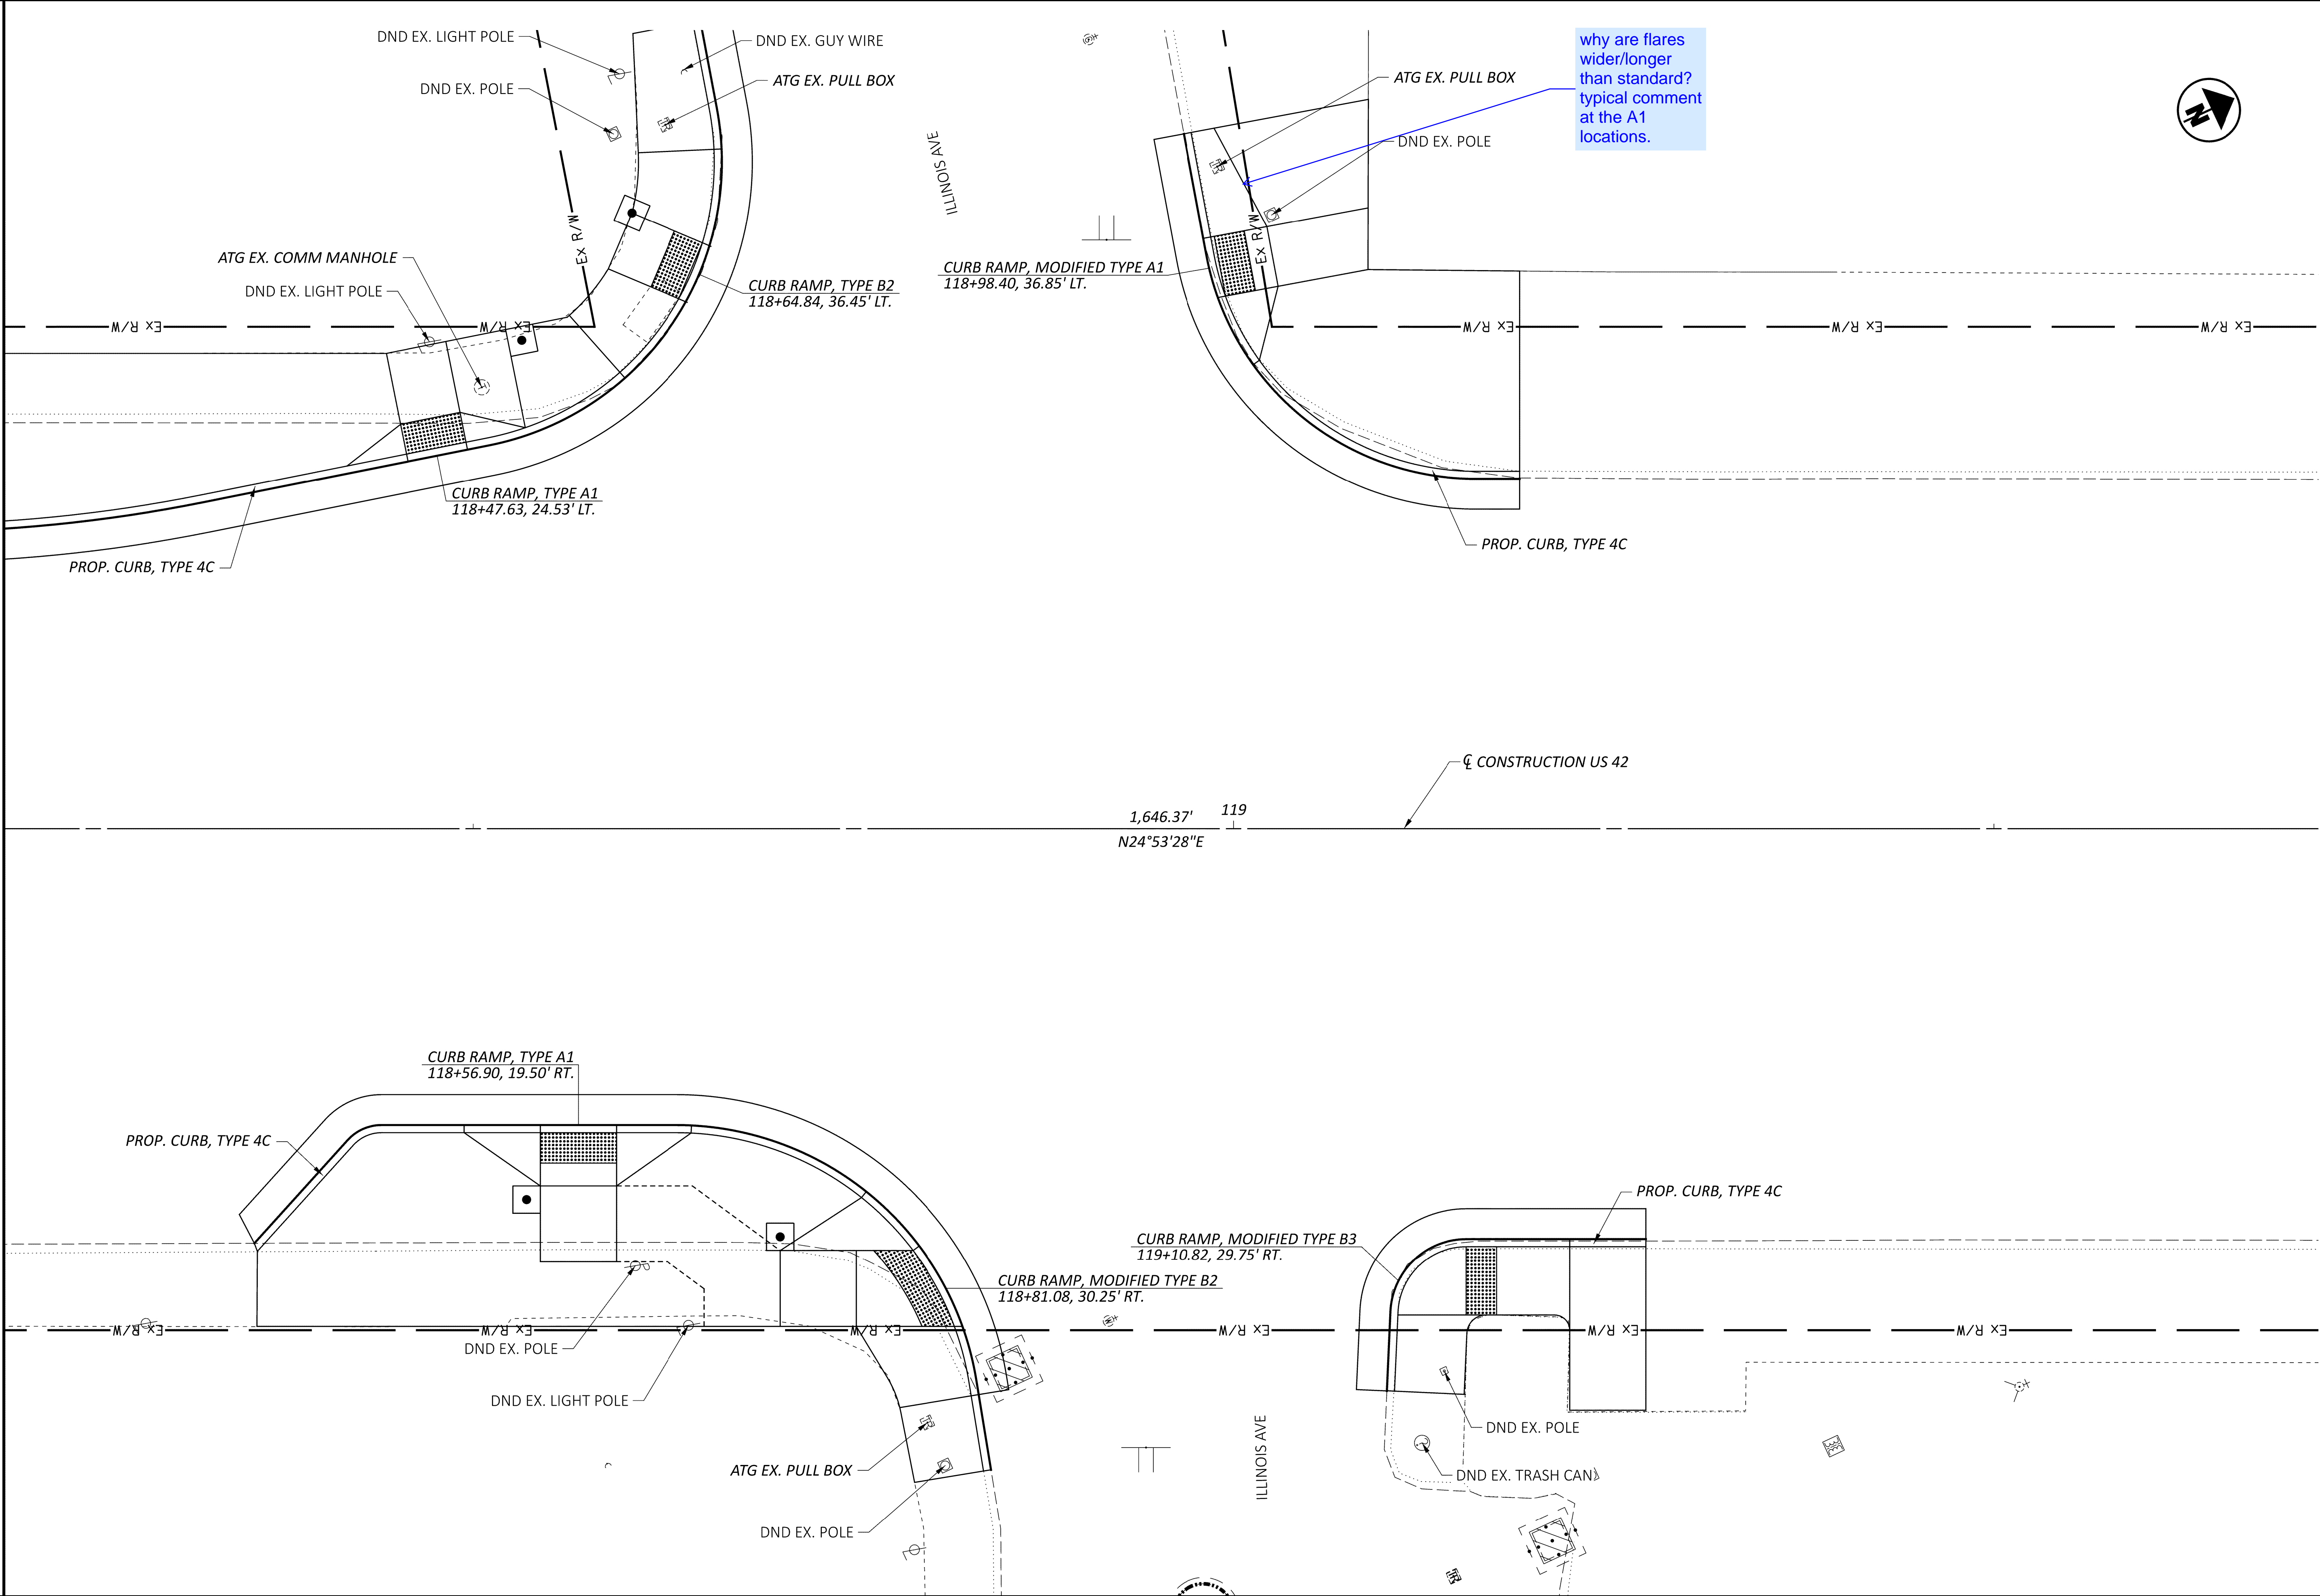 DND EX. LIGHT POLE
DND EX. GUY WIRE
ATG EX. PULL BOX
DND EX. POLE
why are flares
wider/longer
than standard?
typical comment
at the A1
locations.
ATG EX. PULL BOX
DND EX. POLE
N
ILLINOIS AVE
Ex R/W
Ex R/W
ATG EX. COMM MANHOLE
DND EX. LIGHT POLE
CURB RAMP, TYPE B2
118+64.84, 36.45' LT.
CURB RAMP, MODIFIED TYPE A1
118+98.40, 36.85' LT.
Ex R/W
Ex R/W
Ex R/W
Ex R/W
Ex R/W
CURB RAMP, TYPE A1
118+47.63, 24.53' LT.
PROP. CURB, TYPE 4C
PROP. CURB, TYPE 4C
℄ CONSTRUCTION US 42
1,646.37'
119
N24°53'28"E
CURB RAMP, TYPE A1
118+56.90, 19.50' RT.
PROP. CURB, TYPE 4C
PROP. CURB, TYPE 4C
CURB RAMP, MODIFIED TYPE B3
119+10.82, 29.75' RT.
CURB RAMP, MODIFIED TYPE B2
118+81.08, 30.25' RT.
Ex R/W
Ex R/W
Ex R/W
Ex R/W
Ex R/W
Ex R/W
Ex R/W
DND EX. POLE
DND EX. LIGHT POLE
DND EX. POLE
ILLINOIS AVE
ATG EX. PULL BOX
DND EX. TRASH CAN
DND EX. POLE